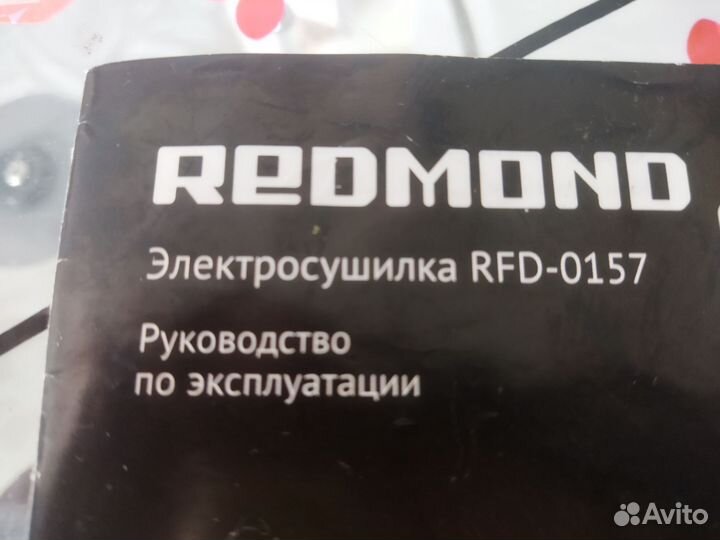 REDMOND
Электросушилка RFD-0157
Руководство
по эксплуатации
Avito